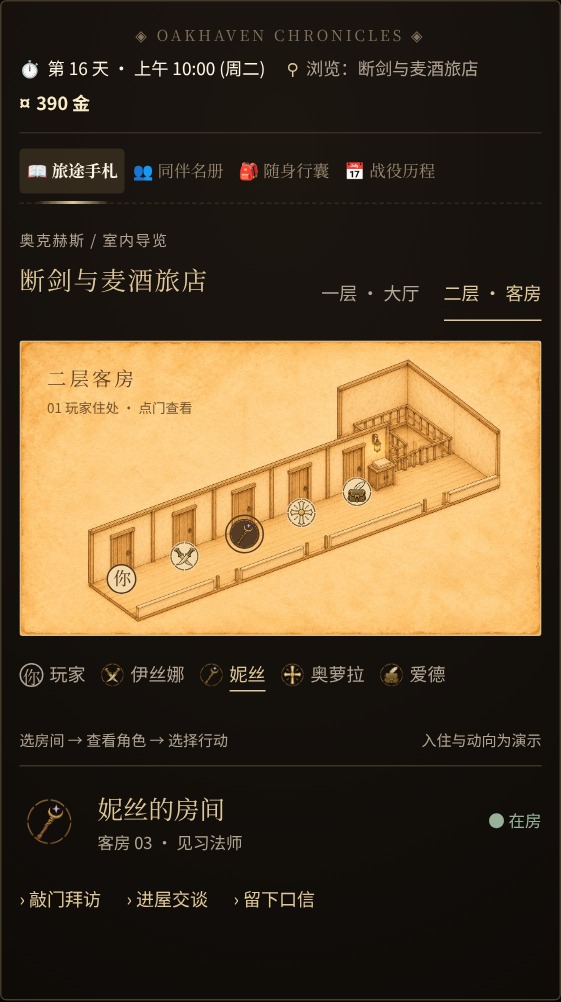 ◈ OAKHAVEN CHRONICLES ◈
⏱️ 第 16 天 · 上午 10:00 (周二) ⚲ 浏览：断剑与麦酒旅店
¤ 390 金
📖 旅途手札 👥 同伴名册 🎒 随身行囊 📅 战役历程
奥克赫斯 / 室内导览
断剑与麦酒旅店
一层 · 大厅 二层 · 客房
二层客房
01 玩家住处 · 点门查看
你
你 玩家 伊丝娜 妮丝 奥萝拉 爱德
选房间 → 查看角色 → 选择行动 入住与动向为演示
妮丝的房间
客房 03 · 见习法师
在房
› 敲门拜访 › 进屋交谈 › 留下口信